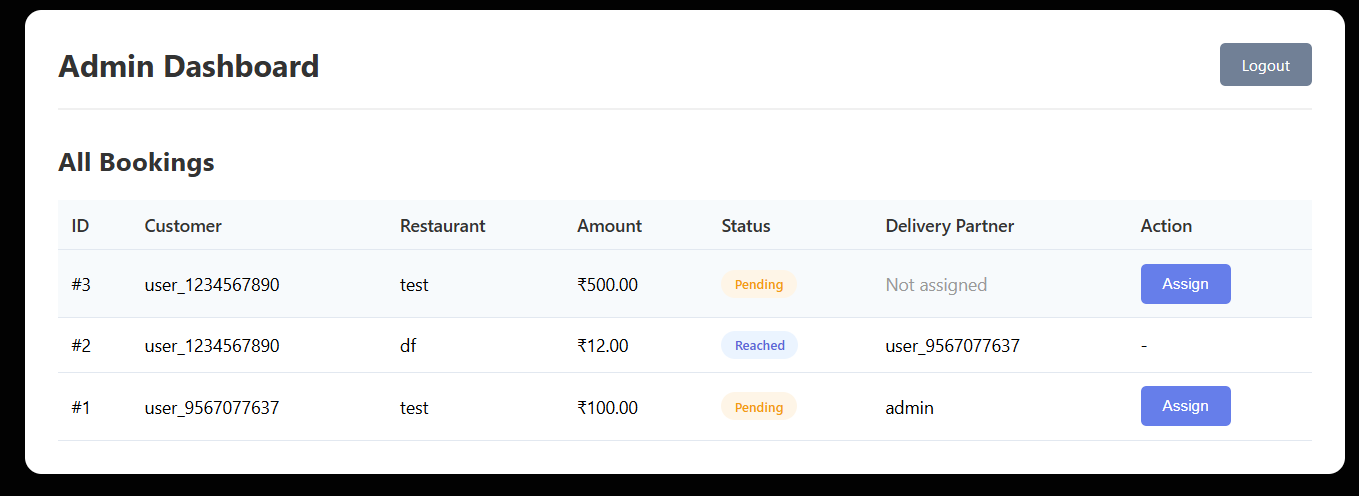 Admin Dashboard
Logout
All Bookings
ID Customer Restaurant Amount Status Delivery Partner Action
#3 user_1234567890 test ₹500.00 Pending Not assigned Assign
#2 user_1234567890 df ₹12.00 Reached user_9567077637 -
#1 user_9567077637 test ₹100.00 Pending admin Assign